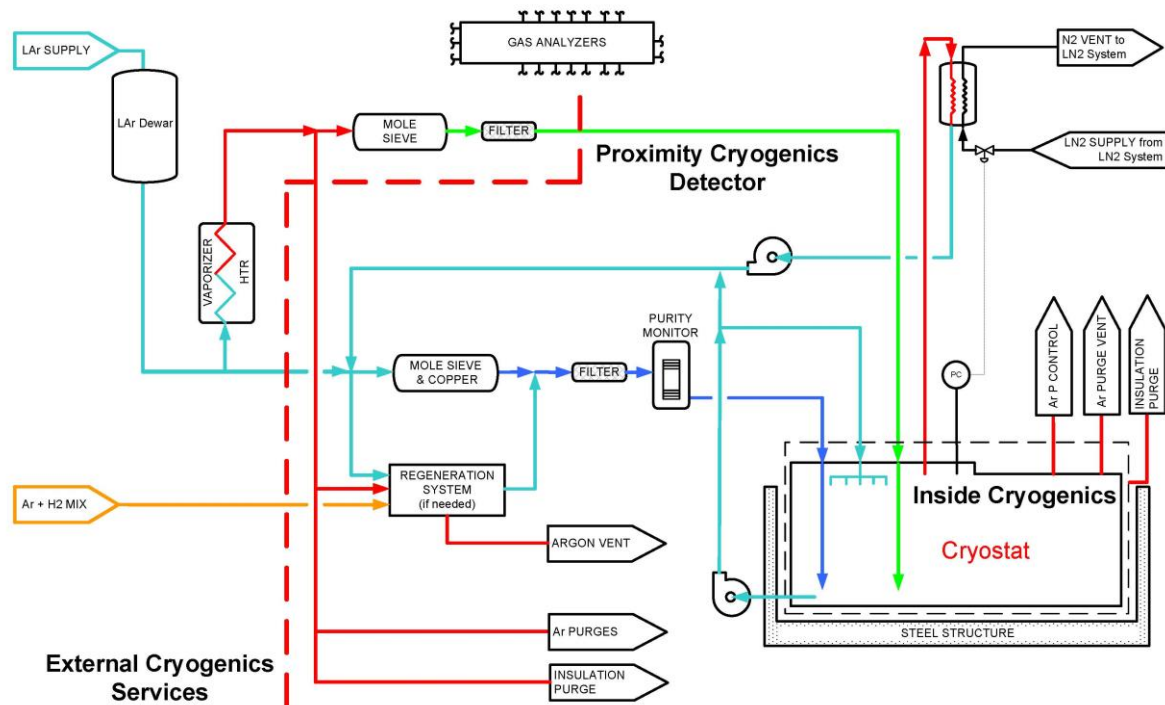 LAr SUPPLY
LAr Dewar
GAS ANALYZERS
N2 VENT to
LN2 System
LN2 SUPPLY from
LN2 System
MOLE
SIEVE
FILTER
Proximity Cryogenics
Detector
VAPORIZER
HTR
PURITY
MONITOR
MOLE SIEVE
& COPPER
FILTER
PC
Ar P CONTROL
Ar PURGE VENT
INSULATION
PURGE
REGENERATION
SYSTEM
(if needed)
Ar + H2 MIX
Inside Cryogenics
ARGON VENT
Cryostat
Ar PURGES
STEEL STRUCTURE
External Cryogenics
Services
INSULATION
PURGE